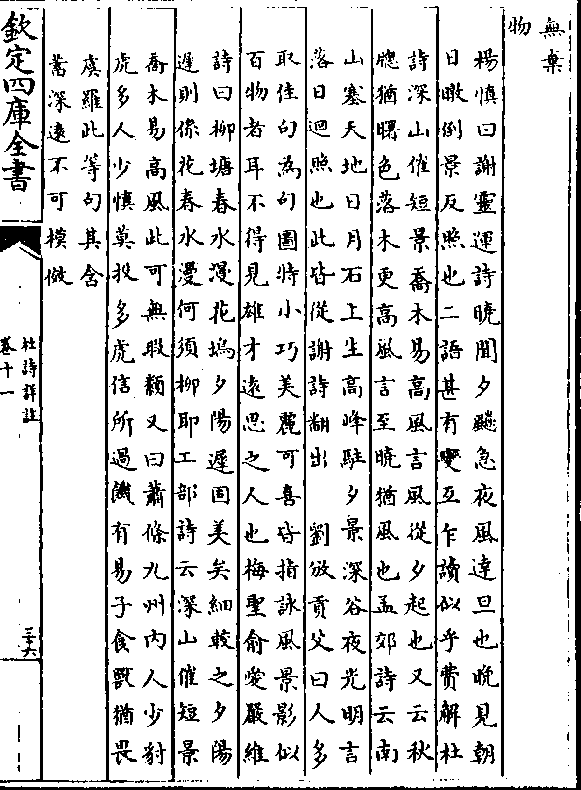 無棄
物
楊慎曰謝靈運詩曉聞夕飈急夜風達旦也晚見朝
日暾倒景反照也二語甚有變互乍讀似乎費解杜
詩深山催短景喬木易高風言風從夕起也又云秋
牕猶曙色落木更高風言至曉猶風也孟郊詩云南
山塞天地日月石上生高峰駐夕景深谷夜光明言
落日迴照也此皆從謝詩翻出 劉攽貢父曰人多
取佳句為句圖特小巧美麗可喜皆指詠風景影似
百物者耳不得見雄才遠思之人也梅聖俞愛嚴維
詩曰柳塘春水漫花塢夕陽遲固美矣細較之夕陽
遲則係花春水漫何須柳耶工部詩云深山催短景
喬木易高風此可無瑕纇又曰蕭條九州內人少豺
虎多人少慎莫投多虎信所過饑有易子食獸猶畏
虞羅此等句其含
蓄深遠不可模倣
欽定四庫全書
杜詩詳註
卷十一
三十六